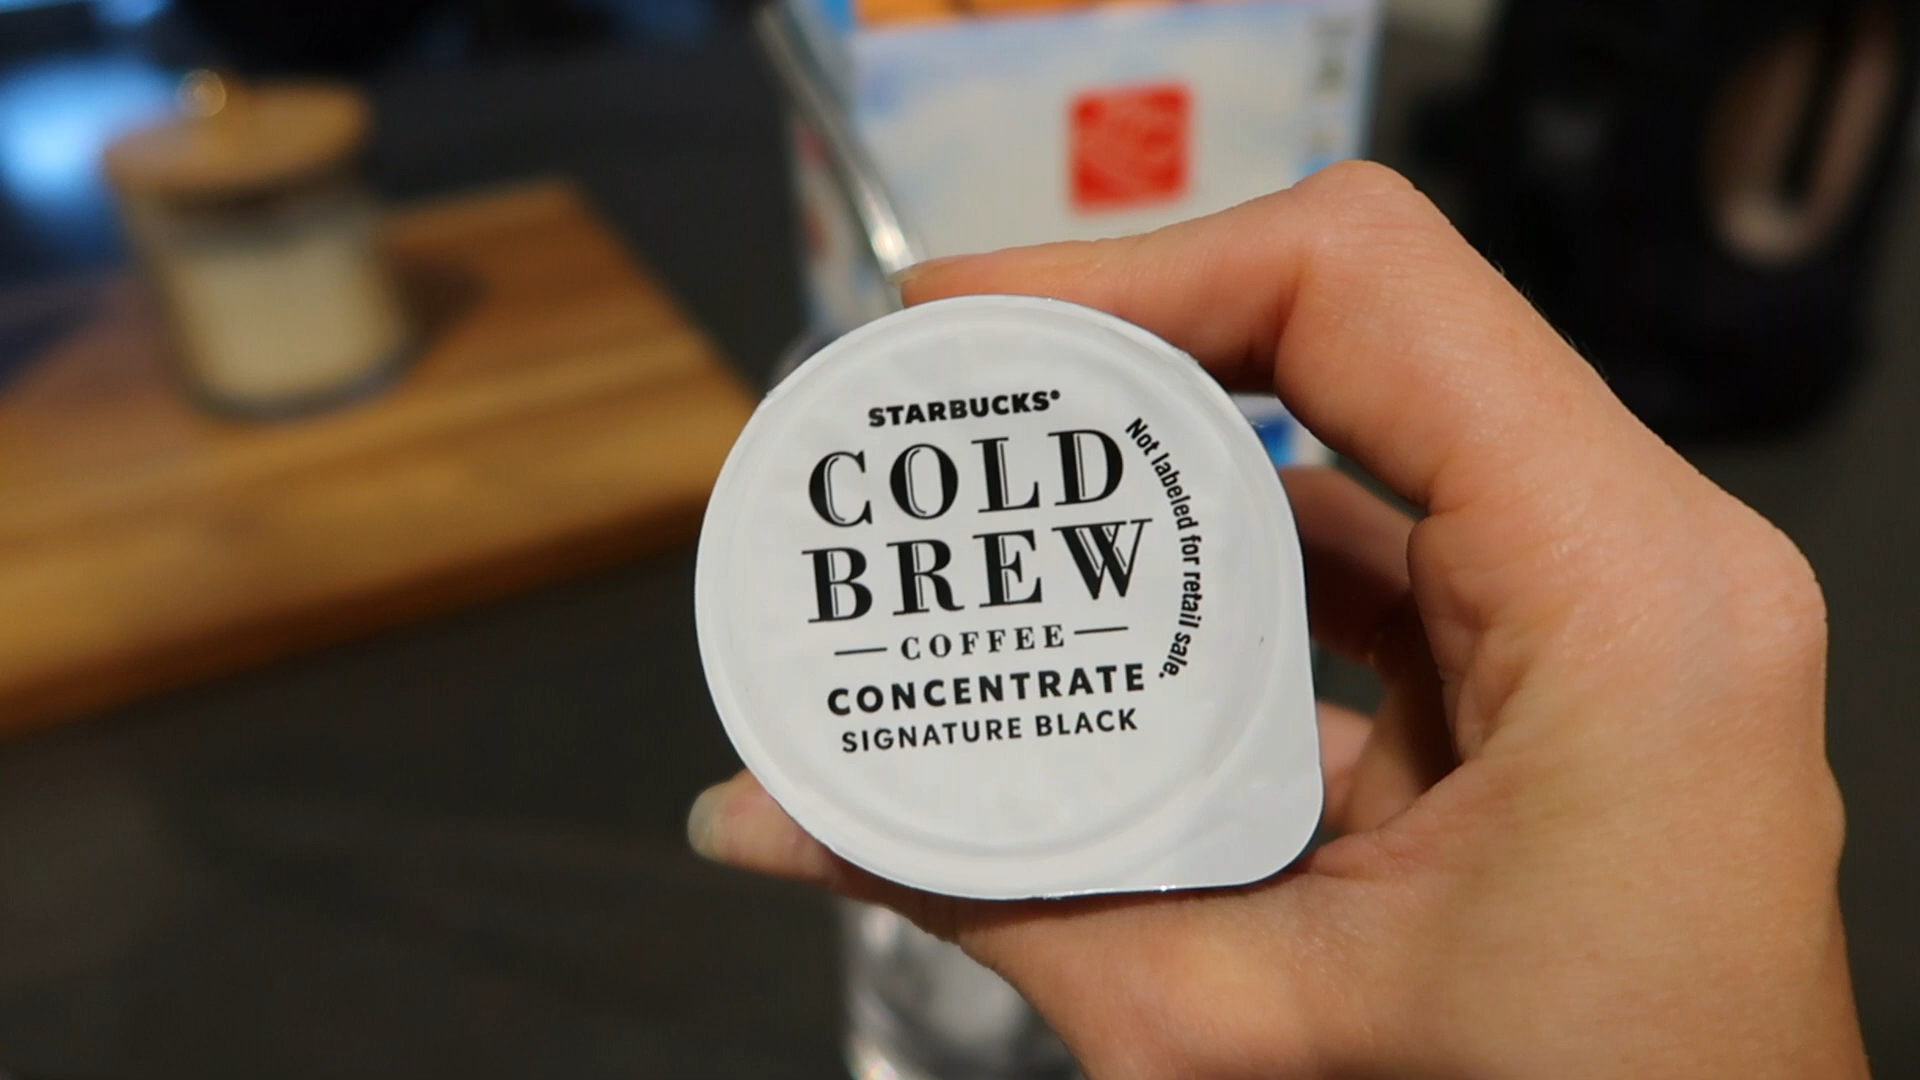 STARBUCKS®
COLD
BREW
COFFEE
CONCENTRATE
SIGNATURE BLACK
Not labeled for retail sale.